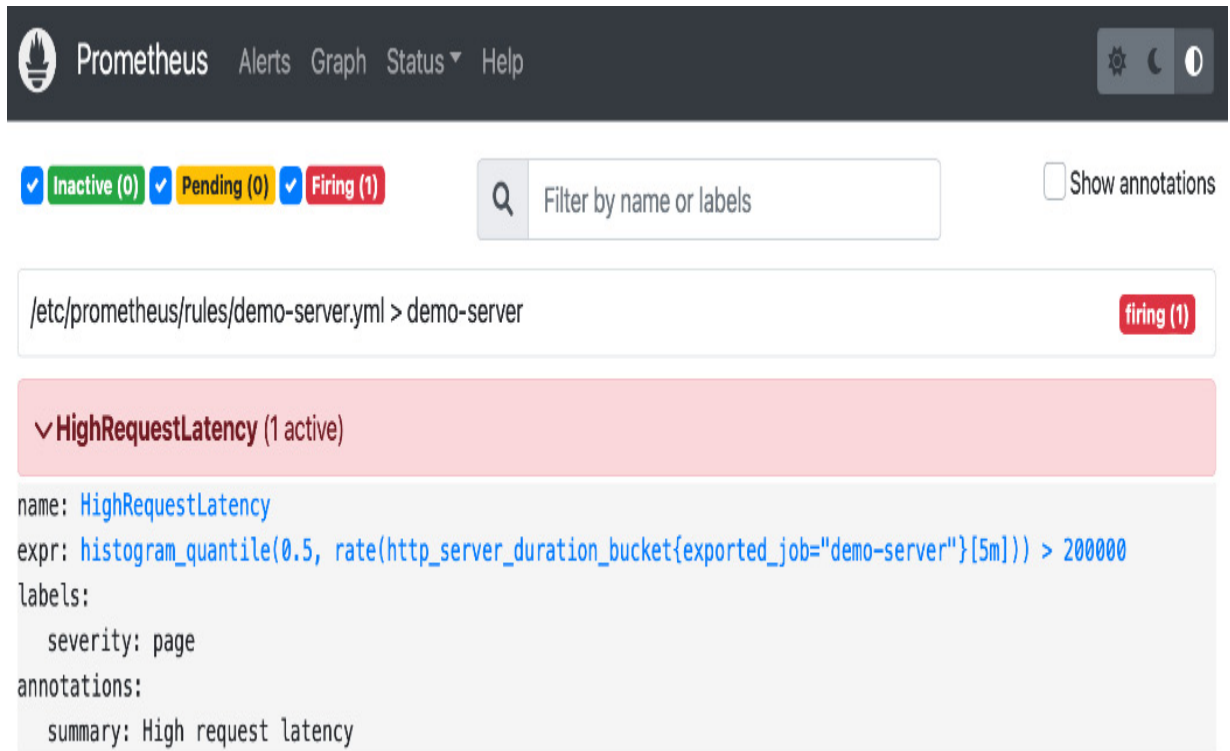 Prometheus Alerts Graph Status Help
Inactive (0) Pending (0) Firing (1) Filter by name or labels Show annotations
/etc/prometheus/rules/demo-server.yml > demo-server firing (1)
HighRequestLatency (1 active)
name: HighRequestLatency
expr: histogram_quantile(0.5, rate(http_server_duration_bucket{exported_job="demo-server"}[5m])) > 200000
labels:
severity: page
annotations:
summary: High request latency